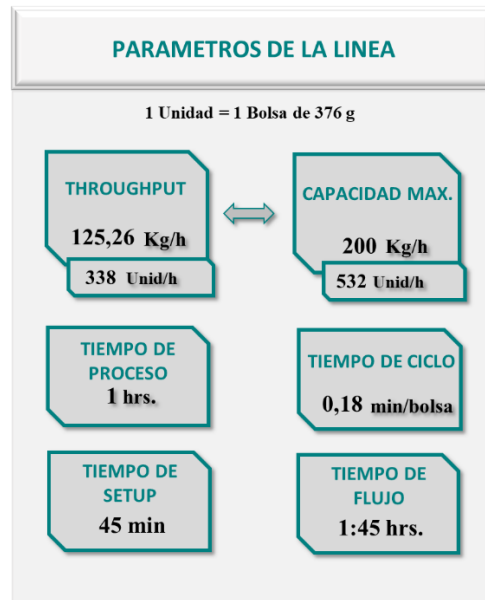 PARAMETROS DE LA LINEA
1 Unidad = 1 Bolsa de 376 g
THROUGHPUT
125,26 Kg/h
338 Unid/h
CAPACIDAD MAX.
200 Kg/h
532 Unid/h
TIEMPO DE
PROCESO
1 hrs.
TIEMPO DE CICLO
0,18 min/bolsa
TIEMPO DE
SETUP
45 min
TIEMPO DE
FLUJO
1:45 hrs.